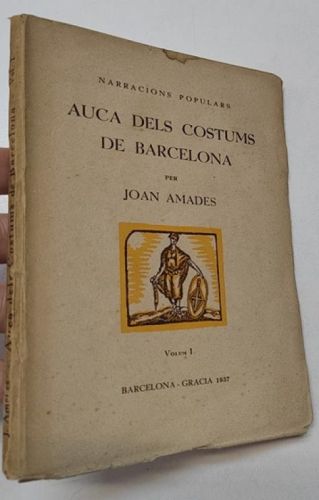 NARRACIONS POPULARS
AUCA DELS COSTUMS
DE BARCELONA
PER
JOAN AMADES
VOLUM I
BARCELONA - GRACIA 1937